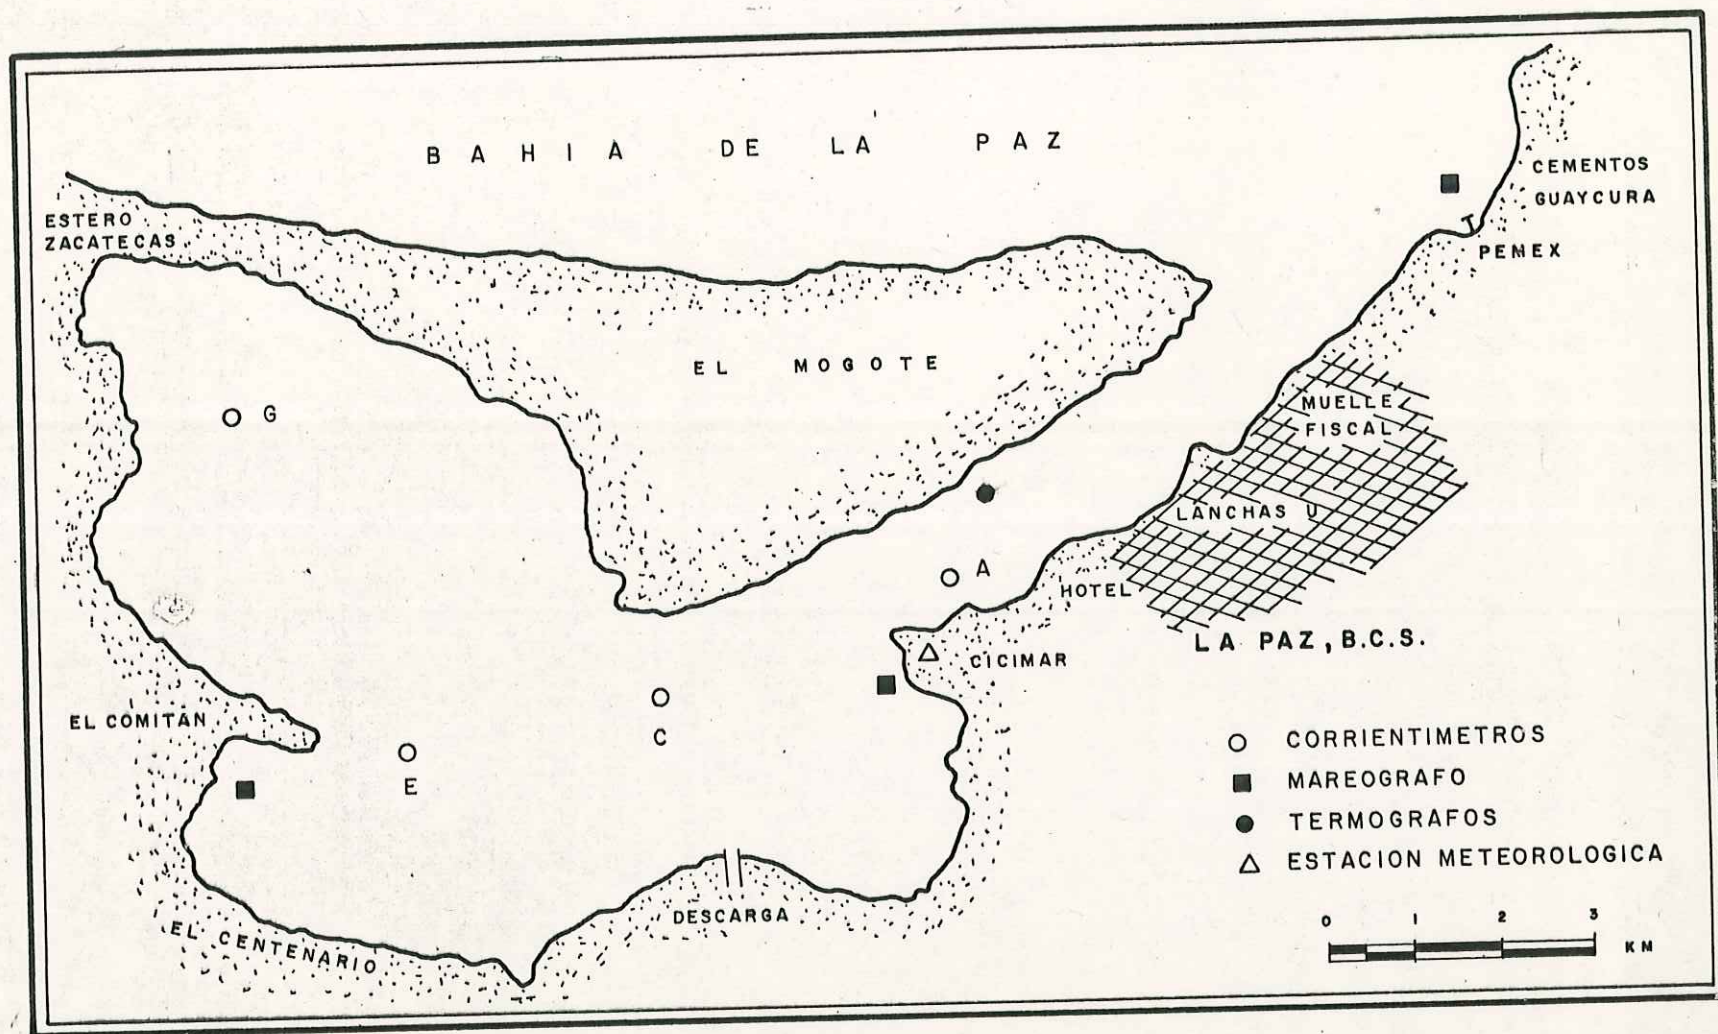 BAHIA DE LA PAZ
CEMENTOS
GUAYCURA
PEMEX
ESTERO
ZACATECAS
EL MOGOTE
MUELLE
FISCAL
G
LANCHAS U
A
HOTEL
LA PAZ, B.C.S.
CICIMAR
EL COMITAN
C
E
CORRIENTIMETROS
MAREOGRAFO
TERMOGRAFOS
ESTACION METEOROLOGICA
DESCARGA
EL CENTENARIO
0 1 2 3
KM